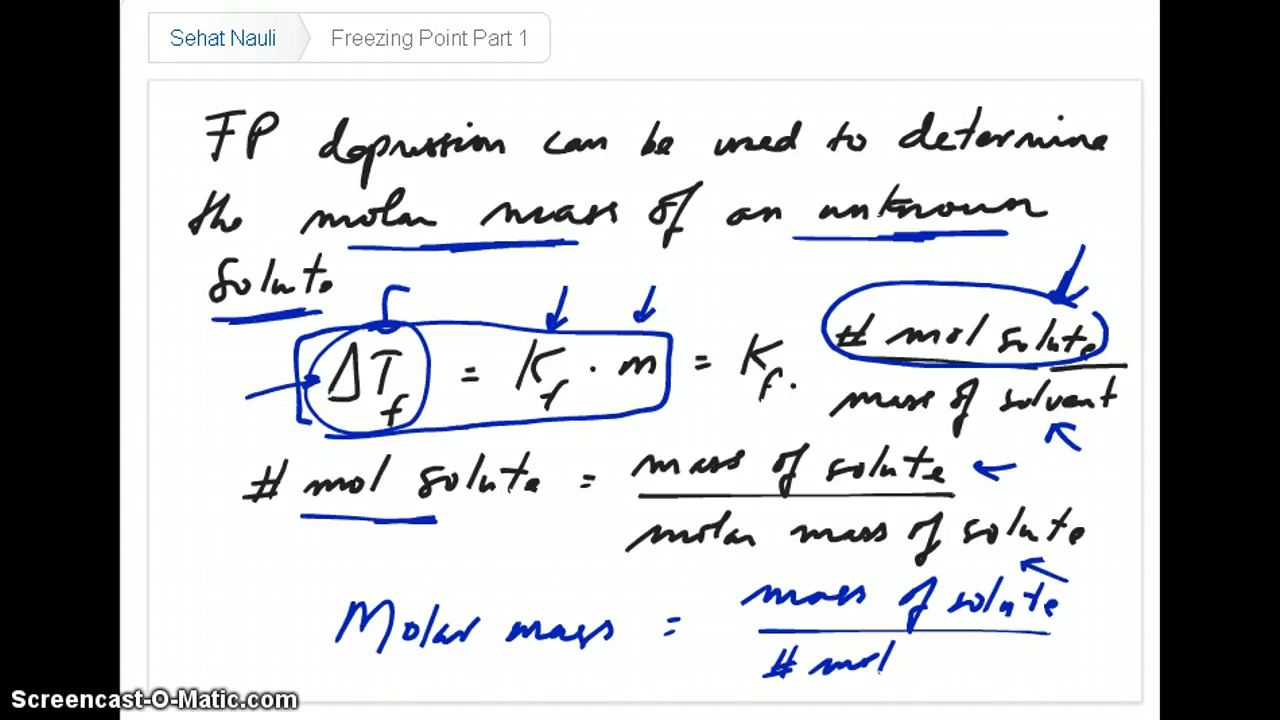 Sehat Nauli Freezing Point Part 1
FP depression can be used to determine
the molar mass of an unknown
solute
ΔTf = Kf · m = Kf · # mol solute / mass of solvent
# mol solute = mass of solute / molar mass of solute
Molar mass = mass of solute / # mol
Screencast-O-Matic.com